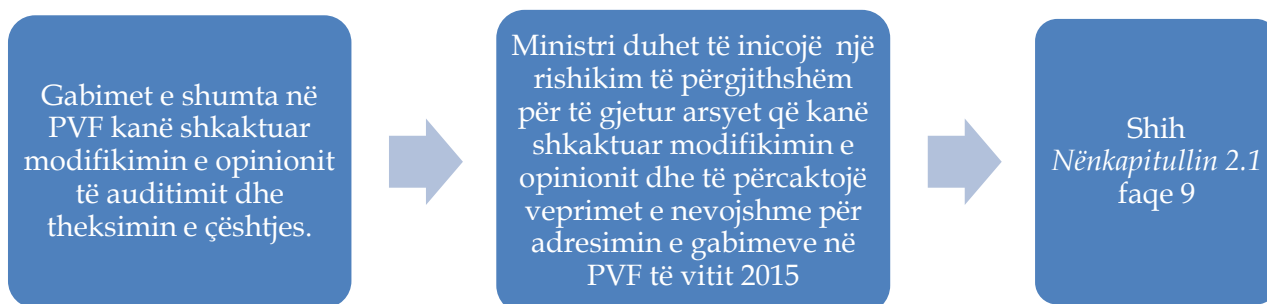 Gabimet e shumta në
PVF kanë shkaktuar
modifikimin e opinionit
të auditimit dhe
theksimin e çështjes.
Ministri duhet të inicojë një
rishikim të përgjithshëm
për të gjetur arsyet që kanë
shkaktuar modifikimin e
opinionit dhe të përcaktojë
veprimet e nevojshme për
adresimin e gabimeve në
PVF të vitit 2015
Shih
Nënkapitullin 2.1
faqe 9